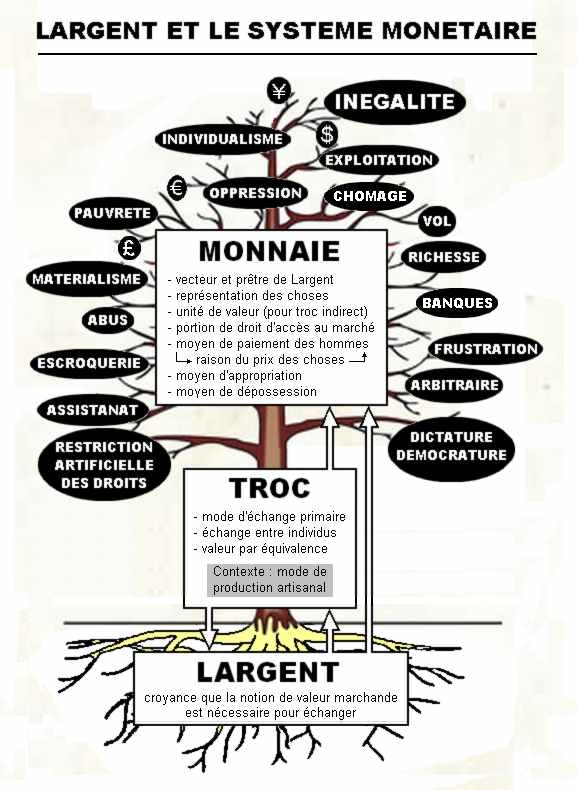 LARGENT ET LE SYSTEME MONETAIRE
¥
INEGALITE
INDIVIDUALISME
$
EXPLOITATION
€
OPPRESSION
CHOMAGE
PAUVRETE
VOL
£
RICHESSE
MATERIALISME
BANQUES
ABUS
FRUSTRATION
ESCROQUERIE
ARBITRAIRE
ASSISTANAT
RESTRICTION
ARTIFICIELLE
DES DROITS
DICTATURE
DEMOCRATURE
MONNAIE
- vecteur et prêtre de Largent
- représentation des choses
- unité de valeur (pour troc indirect)
- portion de droit d'accès au marché
- moyen de paiement des hommes
raison du prix des choses
- moyen d'appropriation
- moyen de dépossession
TROC
- mode d'échange primaire
- échange entre individus
- valeur par équivalence
Contexte : mode de
production artisanal
LARGENT
croyance que la notion de valeur marchande
est nécessaire pour échanger